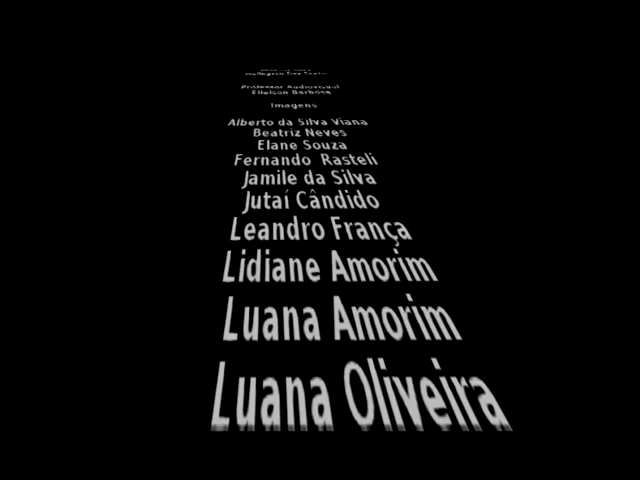 Professor Audiovisual
Elielson Barbosa
Imagens
Alberto da Silva Viana
Beatriz Neves
Elane Souza
Fernando Rasteli
Jamile da Silva
Jutaí Cândido
Leandro França
Lidiane Amorim
Luana Amorim
Luana Oliveira